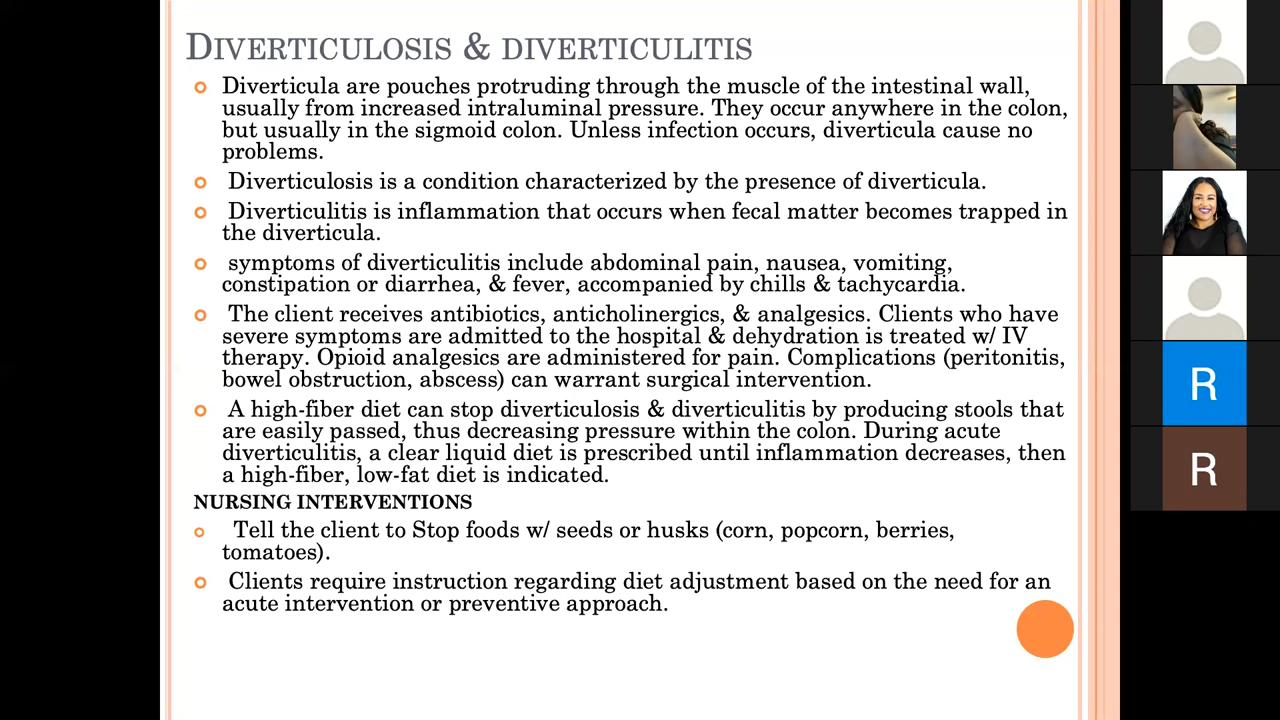 DIVERTICULOSIS & DIVERTICULITIS
Diverticula are pouches protruding through the muscle of the intestinal wall,
usually from increased intraluminal pressure. They occur anywhere in the colon,
but usually in the sigmoid colon. Unless infection occurs, diverticula cause no
problems.
Diverticulosis is a condition characterized by the presence of diverticula.
Diverticulitis is inflammation that occurs when fecal matter becomes trapped in
the diverticula.
symptoms of diverticulitis include abdominal pain, nausea, vomiting,
constipation or diarrhea, & fever, accompanied by chills & tachycardia.
The client receives antibiotics, anticholinergics, & analgesics. Clients who have
severe symptoms are admitted to the hospital & dehydration is treated w/ IV
therapy. Opioid analgesics are administered for pain. Complications (peritonitis,
bowel obstruction, abscess) can warrant surgical intervention.
A high-fiber diet can stop diverticulosis & diverticulitis by producing stools that
are easily passed, thus decreasing pressure within the colon. During acute
diverticulitis, a clear liquid diet is prescribed until inflammation decreases, then
a high-fiber, low-fat diet is indicated.
NURSING INTERVENTIONS
Tell the client to Stop foods w/ seeds or husks (corn, popcorn, berries,
tomatoes).
Clients require instruction regarding diet adjustment based on the need for an
acute intervention or preventive approach.
R
R